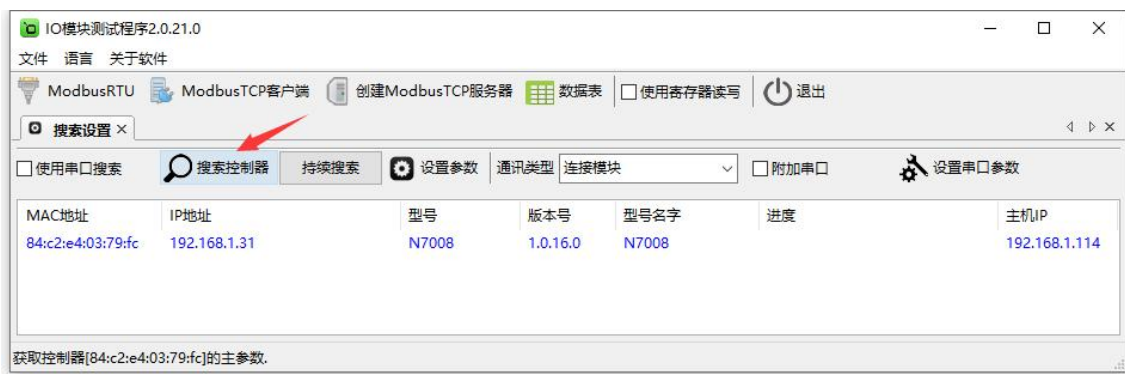 IO模块测试程序2.0.21.0
文件 语言 关于软件
ModbusRTU ModbusTCP客户端 创建ModbusTCP服务器 数据表 使用寄存器读写 退出
搜索设置
使用串口搜索 搜索控制器 持续搜索 设置参数 通讯类型 连接模块 附加串口 设置串口参数
MAC地址 IP地址 型号 版本号 型号名字 进度 主机IP
84:c2:e4:03:79:fc 192.168.1.31 N7008 1.0.16.0 N7008 192.168.1.114
获取控制器[84:c2:e4:03:79:fc]的主参数.